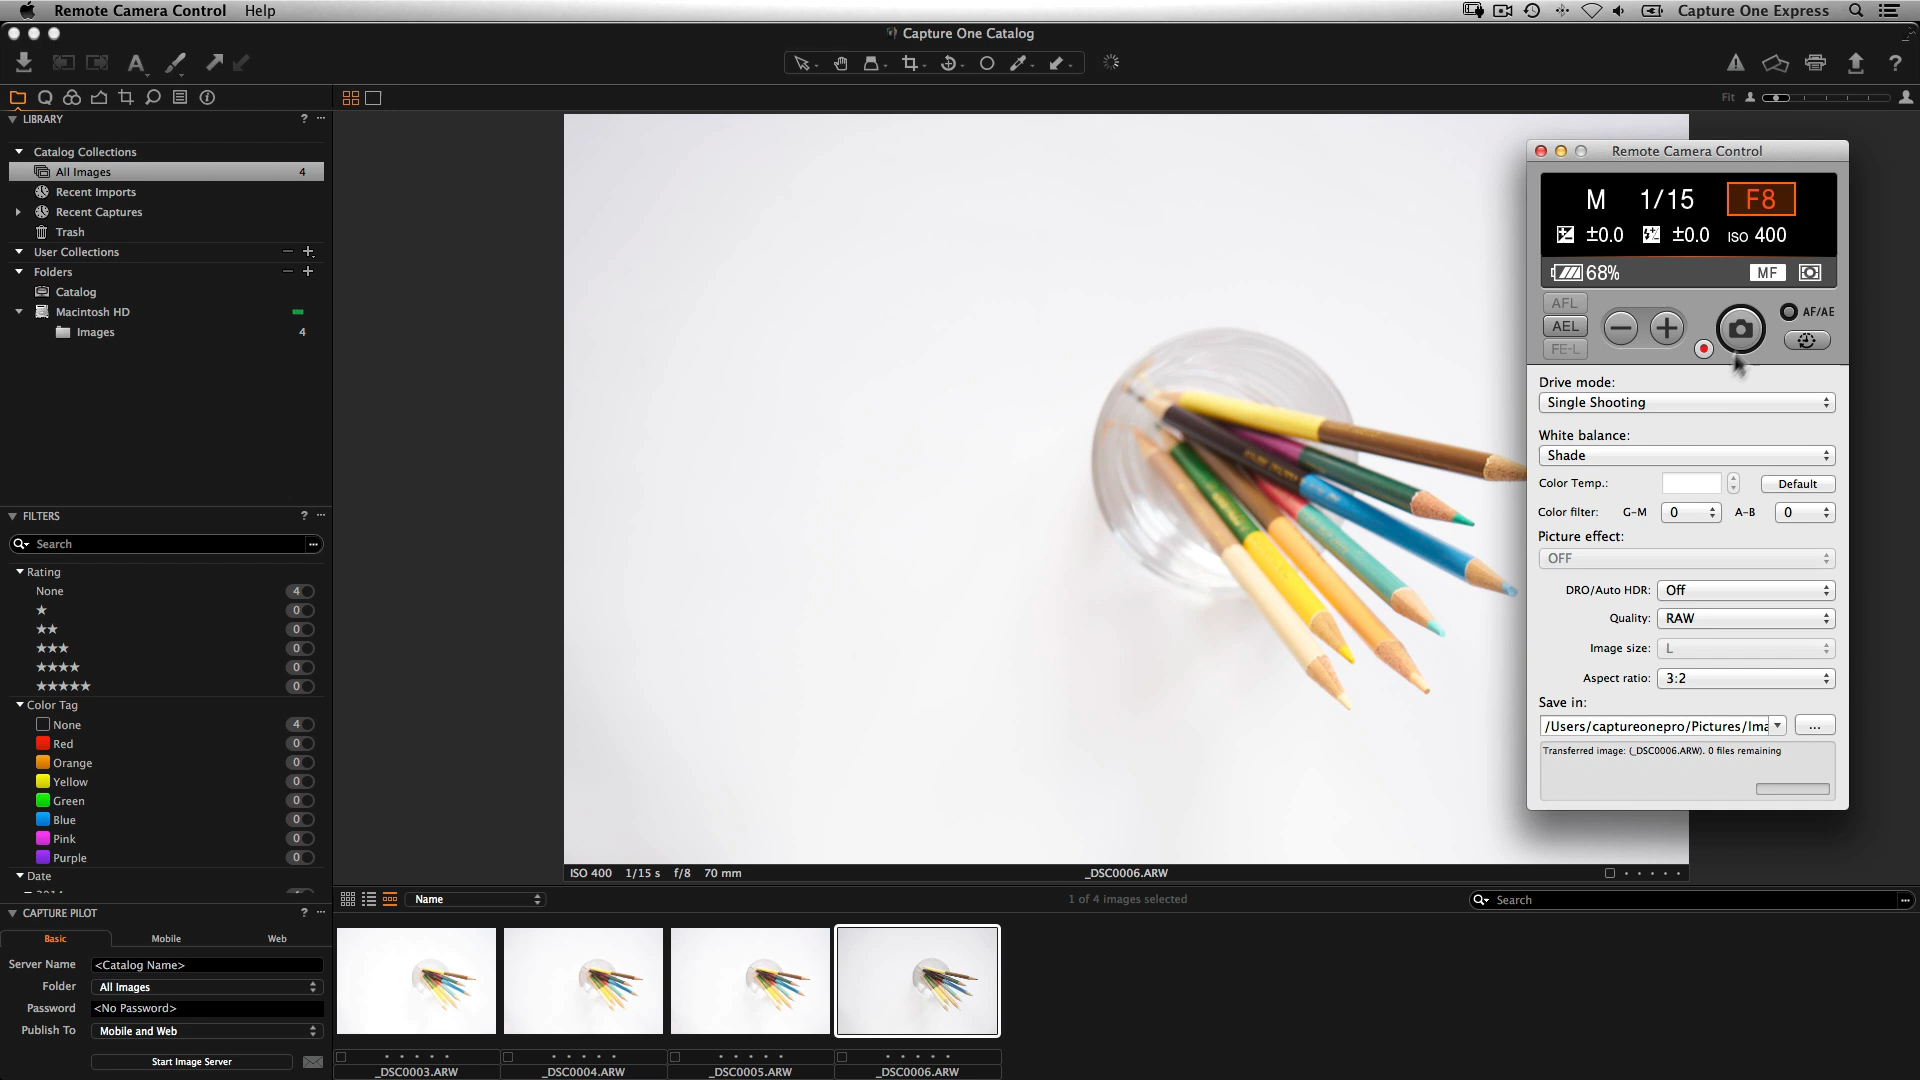 Remote Camera Control Help
Capture One Express
Capture One Catalog
Fit
LIBRARY
Catalog Collections
All Images 4
Recent Imports
Recent Captures
Trash
User Collections
Folders
Catalog
Macintosh HD
Images 4
FILTERS
Search
Rating
None 4
0
0
0
0
0
Color Tag
None 4
Red 0
Orange 0
Yellow 0
Green 0
Blue 0
Pink 0
Purple 0
Date
CAPTURE PILOT
Basic Mobile Web
Server Name <Catalog Name>
Folder All Images
Password <No Password>
Publish To Mobile and Web
Start Image Server
ISO 400 1/15 s f/8 70 mm
_DSC0006.ARW
Name
1 of 4 images selected
Search
_DSC0003.ARW
_DSC0004.ARW
_DSC0005.ARW
_DSC0006.ARW
Remote Camera Control
M 1/15 F8
±0.0 ±0.0 ISO 400
68% MF
AFL
AEL
FE-L
AF/AE
Drive mode:
Single Shooting
White balance:
Shade
Color Temp.: Default
Color filter: G-M 0 A-B 0
Picture effect:
OFF
DRO/Auto HDR: Off
Quality: RAW
Image size: L
Aspect ratio: 3:2
Save in:
/Users/captureonepro/Pictures/Ima ...
Transferred image: (_DSC0006.ARW). 0 files remaining